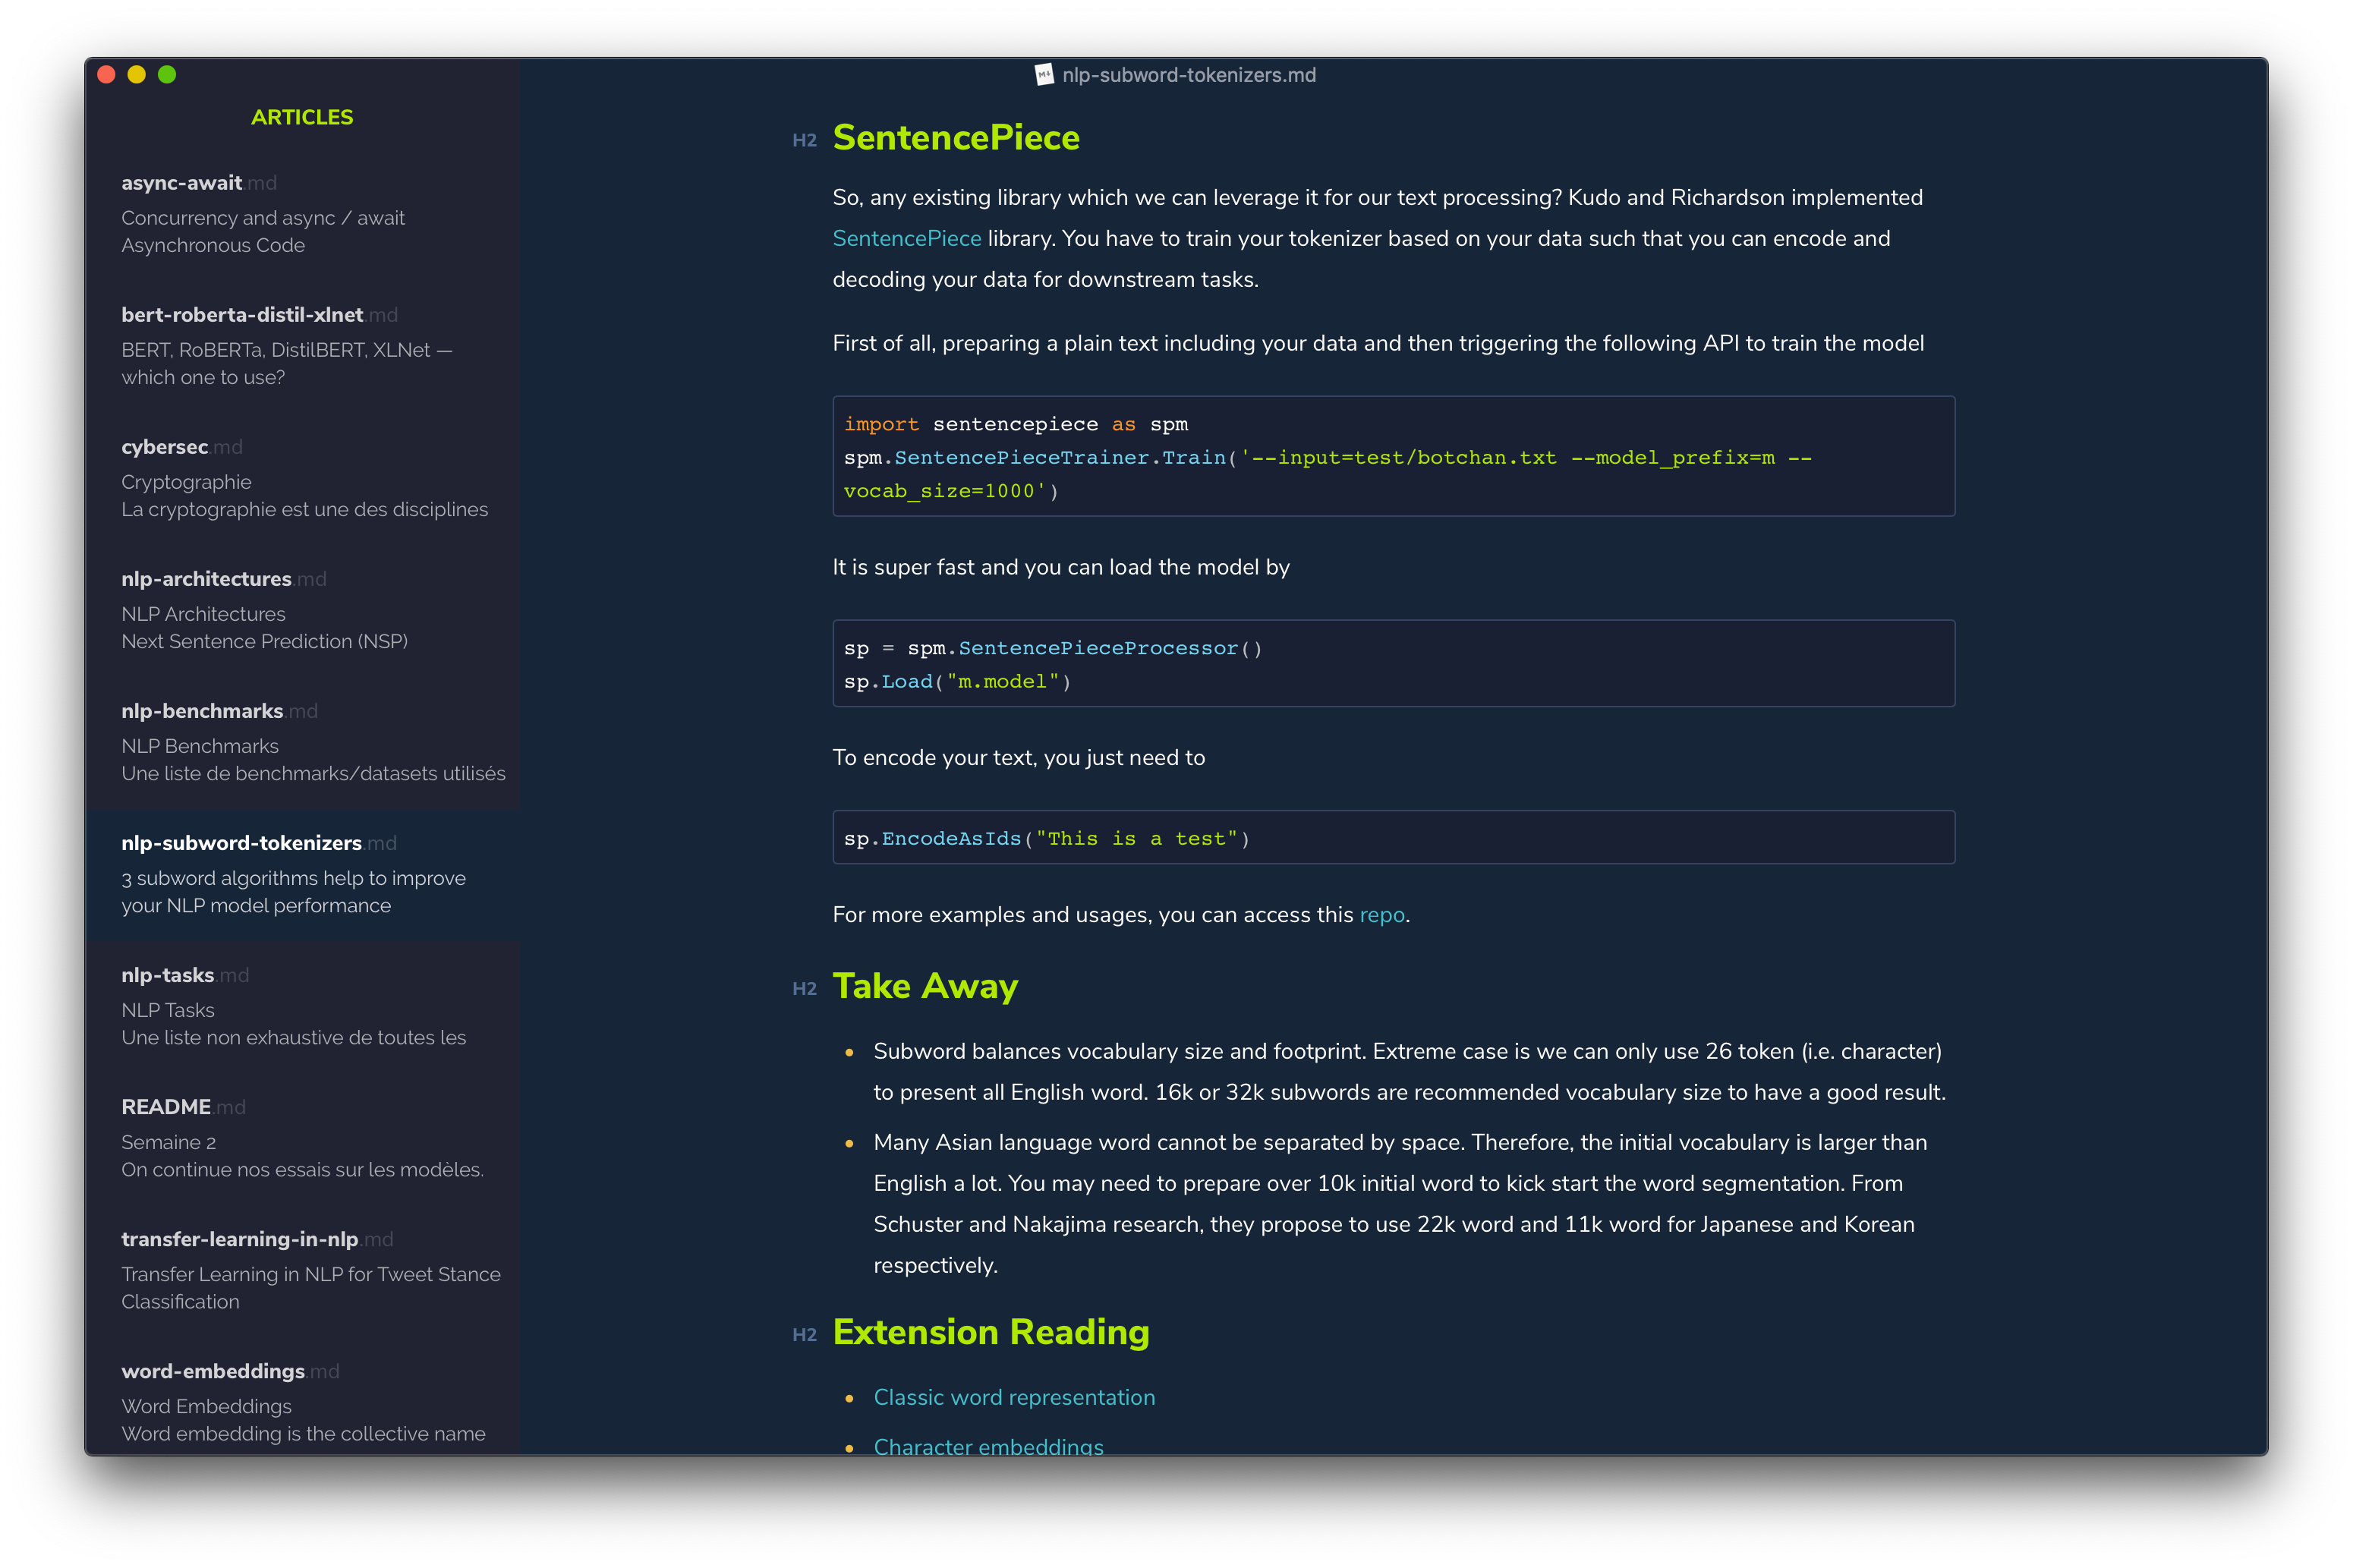 nlp-subword-tokenizers.md
ARTICLES
async-await.md
Concurrency and async / await
Asynchronous Code
bert-roberta-distil-xlnet.md
BERT, RoBERTa, DistilBERT, XLNet —
which one to use?
cybersec.md
Cryptographie
La cryptographie est une des disciplines
nlp-architectures.md
NLP Architectures
Next Sentence Prediction (NSP)
nlp-benchmarks.md
NLP Benchmarks
Une liste de benchmarks/datasets utilisés
nlp-subword-tokenizers.md
3 subword algorithms help to improve
your NLP model performance
nlp-tasks.md
NLP Tasks
Une liste non exhaustive de toutes les
README.md
Semaine 2
On continue nos essais sur les modèles.
transfer-learning-in-nlp.md
Transfer Learning in NLP for Tweet Stance
Classification
word-embeddings.md
Word Embeddings
Word embedding is the collective name
H2 SentencePiece
So, any existing library which we can leverage it for our text processing? Kudo and Richardson implemented
SentencePiece library. You have to train your tokenizer based on your data such that you can encode and
decoding your data for downstream tasks.
First of all, preparing a plain text including your data and then triggering the following API to train the model
import sentencepiece as spm
spm.SentencePieceTrainer.Train('--input=test/botchan.txt --model_prefix=m --
vocab_size=1000')
It is super fast and you can load the model by
sp = spm.SentencePieceProcessor()
sp.Load("m.model")
To encode your text, you just need to
sp.EncodeAsIds("This is a test")
For more examples and usages, you can access this repo.
H2 Take Away
• Subword balances vocabulary size and footprint. Extreme case is we can only use 26 token (i.e. character)
to present all English word. 16k or 32k subwords are recommended vocabulary size to have a good result.
• Many Asian language word cannot be separated by space. Therefore, the initial vocabulary is larger than
English a lot. You may need to prepare over 10k initial word to kick start the word segmentation. From
Schuster and Nakajima research, they propose to use 22k word and 11k word for Japanese and Korean
respectively.
H2 Extension Reading
• Classic word representation
• Character embeddings